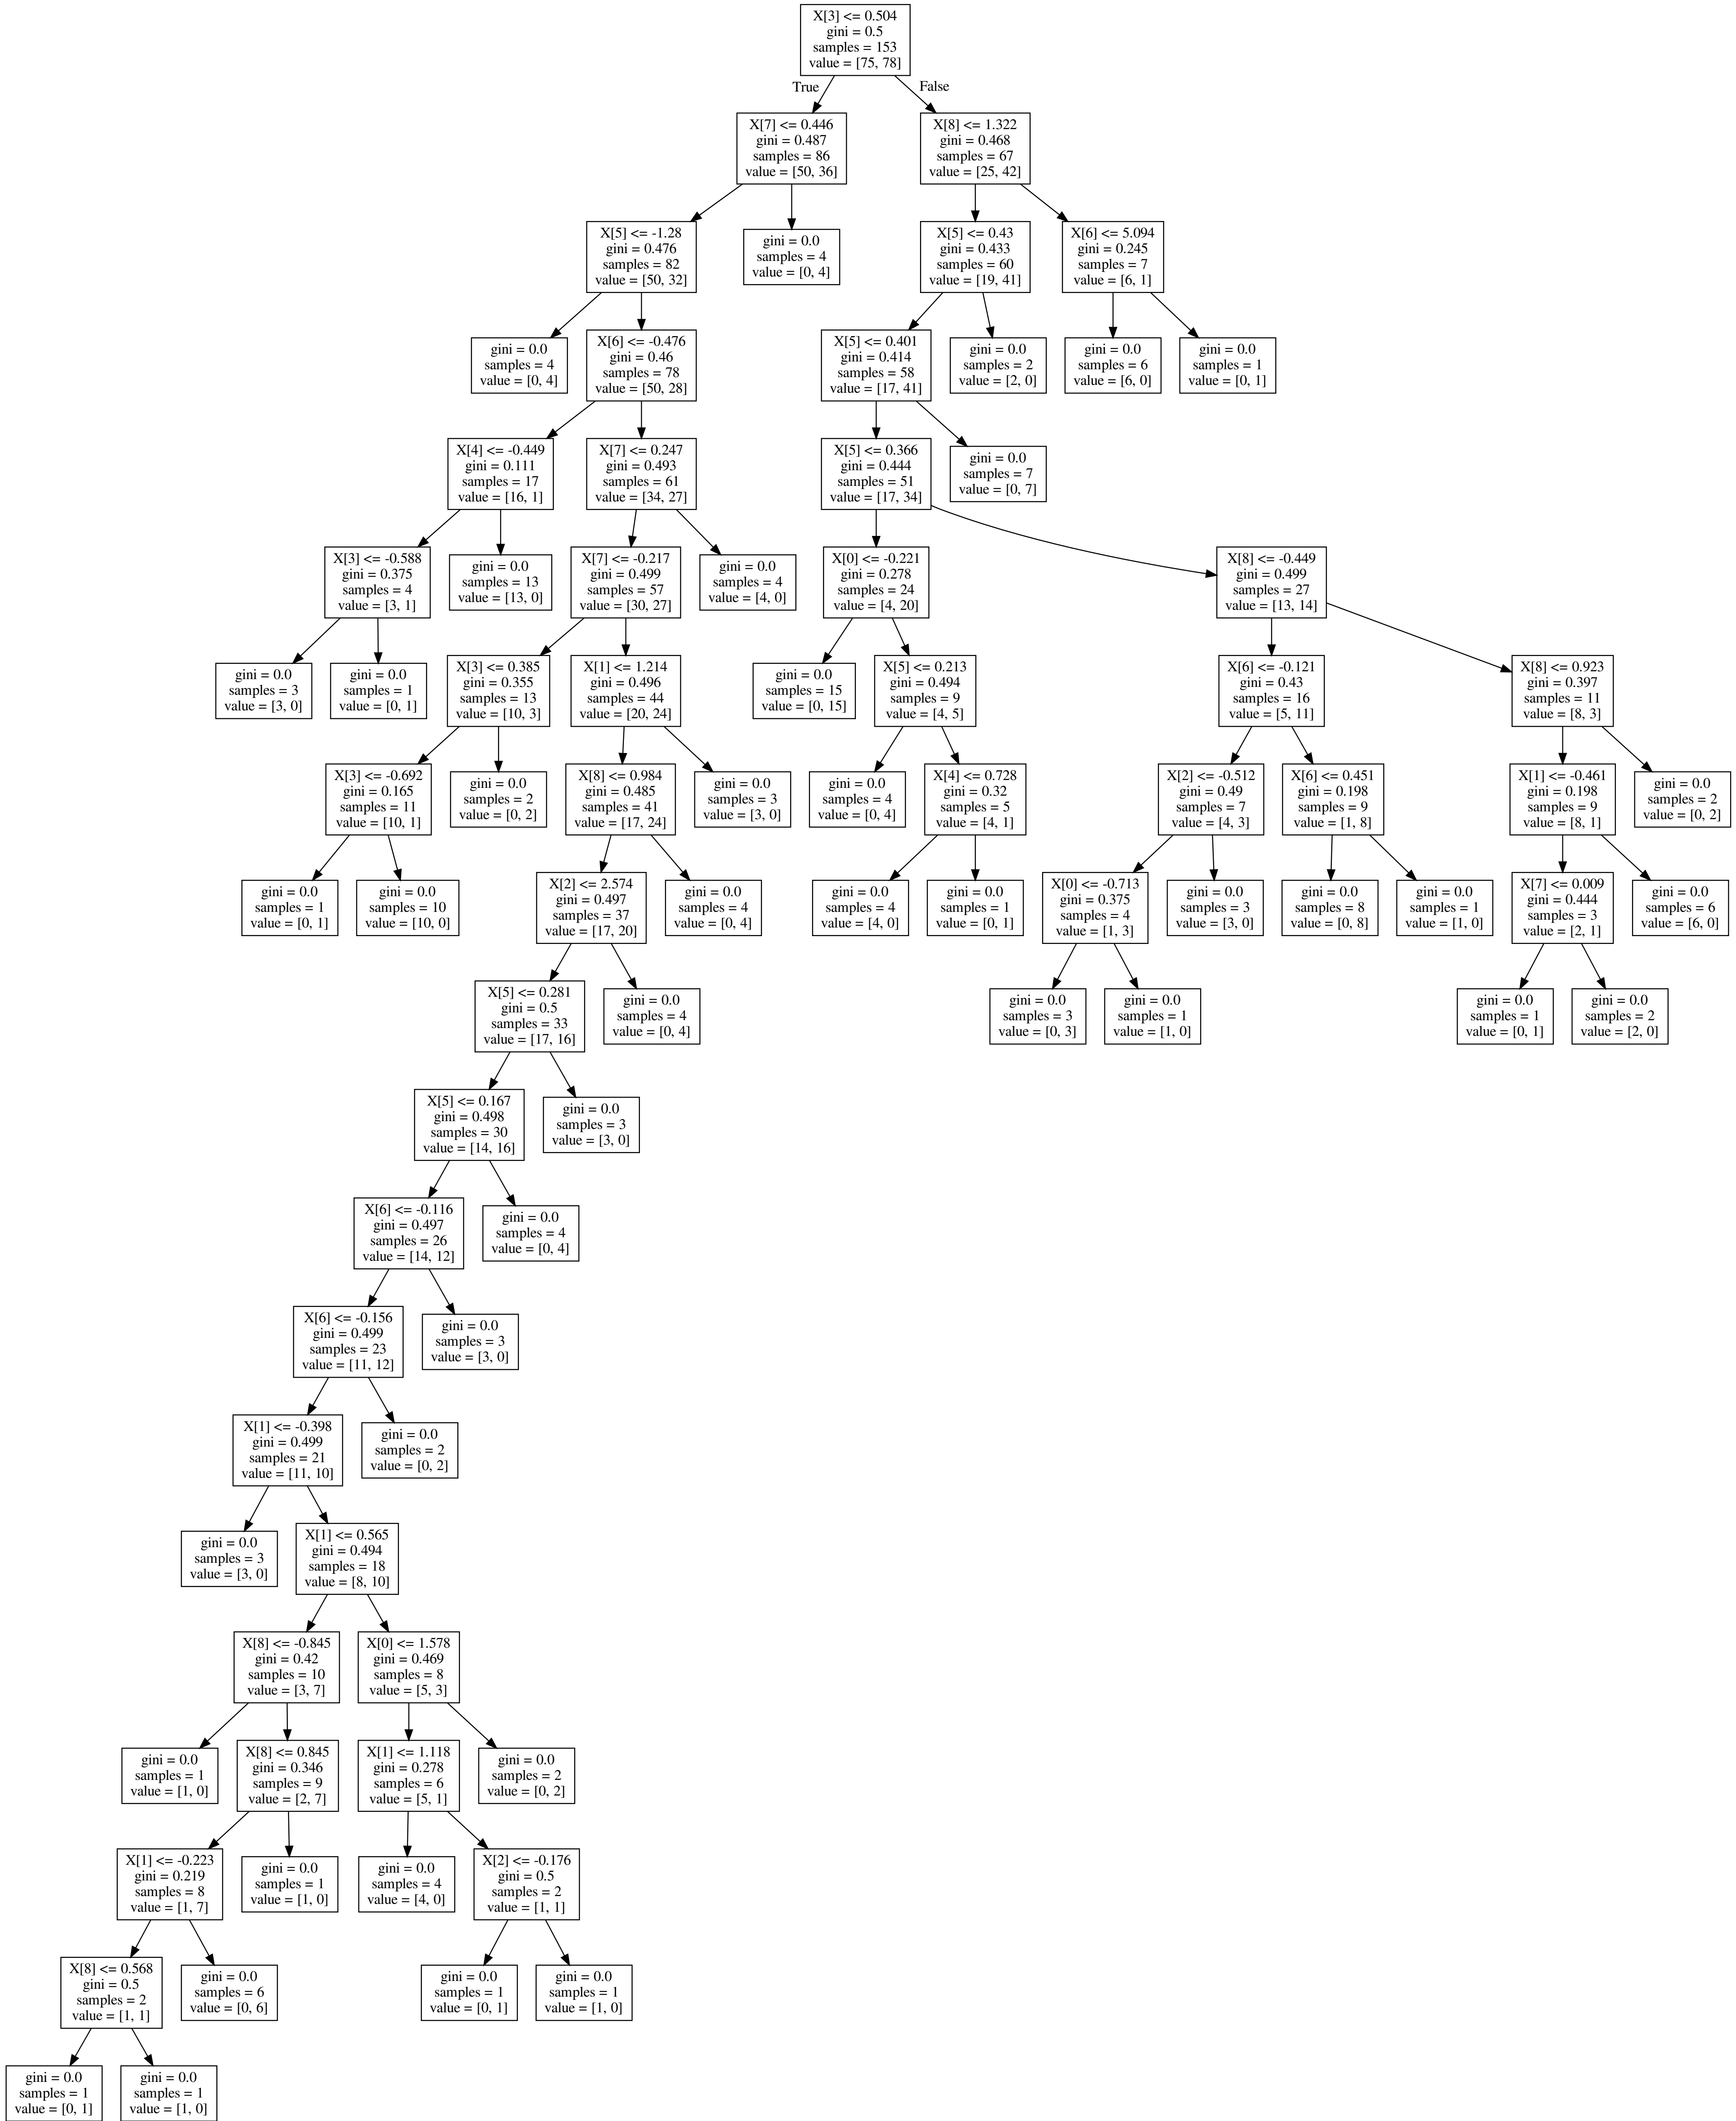 X[3] <= 0.504
gini = 0.5
samples = 153
value = [75, 78]
True
False
X[7] <= 0.446
gini = 0.487
samples = 86
value = [50, 36]
X[8] <= 1.322
gini = 0.468
samples = 67
value = [25, 42]
X[5] <= -1.28
gini = 0.476
samples = 82
value = [50, 32]
gini = 0.0
samples = 4
value = [0, 4]
X[5] <= 0.43
gini = 0.433
samples = 60
value = [19, 41]
X[6] <= 5.094
gini = 0.245
samples = 7
value = [6, 1]
gini = 0.0
samples = 4
value = [0, 4]
X[6] <= -0.476
gini = 0.46
samples = 78
value = [50, 28]
X[5] <= 0.401
gini = 0.414
samples = 58
value = [17, 41]
gini = 0.0
samples = 2
value = [2, 0]
gini = 0.0
samples = 6
value = [6, 0]
gini = 0.0
samples = 1
value = [0, 1]
X[4] <= -0.449
gini = 0.111
samples = 17
value = [16, 1]
X[7] <= 0.247
gini = 0.493
samples = 61
value = [34, 27]
X[5] <= 0.366
gini = 0.444
samples = 51
value = [17, 34]
gini = 0.0
samples = 7
value = [0, 7]
X[3] <= -0.588
gini = 0.375
samples = 4
value = [3, 1]
gini = 0.0
samples = 13
value = [13, 0]
X[7] <= -0.217
gini = 0.499
samples = 57
value = [30, 27]
gini = 0.0
samples = 4
value = [4, 0]
X[0] <= -0.221
gini = 0.278
samples = 24
value = [4, 20]
X[8] <= -0.449
gini = 0.499
samples = 27
value = [13, 14]
gini = 0.0
samples = 3
value = [3, 0]
gini = 0.0
samples = 1
value = [0, 1]
X[3] <= 0.385
gini = 0.355
samples = 13
value = [10, 3]
X[1] <= 1.214
gini = 0.496
samples = 44
value = [20, 24]
gini = 0.0
samples = 15
value = [0, 15]
X[5] <= 0.213
gini = 0.494
samples = 9
value = [4, 5]
X[6] <= -0.121
gini = 0.43
samples = 16
value = [5, 11]
X[8] <= 0.923
gini = 0.397
samples = 11
value = [8, 3]
X[3] <= -0.692
gini = 0.165
samples = 11
value = [10, 1]
gini = 0.0
samples = 2
value = [0, 2]
X[8] <= 0.984
gini = 0.485
samples = 41
value = [17, 24]
gini = 0.0
samples = 3
value = [3, 0]
gini = 0.0
samples = 4
value = [0, 4]
X[4] <= 0.728
gini = 0.32
samples = 5
value = [4, 1]
X[2] <= -0.512
gini = 0.49
samples = 7
value = [4, 3]
X[6] <= 0.451
gini = 0.198
samples = 9
value = [1, 8]
X[1] <= -0.461
gini = 0.198
samples = 9
value = [8, 1]
gini = 0.0
samples = 2
value = [0, 2]
gini = 0.0
samples = 1
value = [0, 1]
gini = 0.0
samples = 10
value = [10, 0]
X[2] <= 2.574
gini = 0.497
samples = 37
value = [17, 20]
gini = 0.0
samples = 4
value = [0, 4]
gini = 0.0
samples = 4
value = [4, 0]
gini = 0.0
samples = 1
value = [0, 1]
X[0] <= -0.713
gini = 0.375
samples = 4
value = [1, 3]
gini = 0.0
samples = 3
value = [3, 0]
gini = 0.0
samples = 8
value = [0, 8]
gini = 0.0
samples = 1
value = [1, 0]
X[7] <= 0.009
gini = 0.444
samples = 3
value = [2, 1]
gini = 0.0
samples = 6
value = [6, 0]
X[5] <= 0.281
gini = 0.5
samples = 33
value = [17, 16]
gini = 0.0
samples = 4
value = [0, 4]
gini = 0.0
samples = 3
value = [0, 3]
gini = 0.0
samples = 1
value = [1, 0]
gini = 0.0
samples = 1
value = [0, 1]
gini = 0.0
samples = 2
value = [2, 0]
X[5] <= 0.167
gini = 0.498
samples = 30
value = [14, 16]
gini = 0.0
samples = 3
value = [3, 0]
X[6] <= -0.116
gini = 0.497
samples = 26
value = [14, 12]
gini = 0.0
samples = 4
value = [0, 4]
X[6] <= -0.156
gini = 0.499
samples = 23
value = [11, 12]
gini = 0.0
samples = 3
value = [3, 0]
X[1] <= -0.398
gini = 0.499
samples = 21
value = [11, 10]
gini = 0.0
samples = 2
value = [0, 2]
gini = 0.0
samples = 3
value = [3, 0]
X[1] <= 0.565
gini = 0.494
samples = 18
value = [8, 10]
X[8] <= -0.845
gini = 0.42
samples = 10
value = [3, 7]
X[0] <= 1.578
gini = 0.469
samples = 8
value = [5, 3]
gini = 0.0
samples = 1
value = [1, 0]
X[8] <= 0.845
gini = 0.346
samples = 9
value = [2, 7]
X[1] <= 1.118
gini = 0.278
samples = 6
value = [5, 1]
gini = 0.0
samples = 2
value = [0, 2]
X[1] <= -0.223
gini = 0.219
samples = 8
value = [1, 7]
gini = 0.0
samples = 1
value = [1, 0]
gini = 0.0
samples = 4
value = [4, 0]
X[2] <= -0.176
gini = 0.5
samples = 2
value = [1, 1]
X[8] <= 0.568
gini = 0.5
samples = 2
value = [1, 1]
gini = 0.0
samples = 6
value = [0, 6]
gini = 0.0
samples = 1
value = [0, 1]
gini = 0.0
samples = 1
value = [1, 0]
gini = 0.0
samples = 1
value = [0, 1]
gini = 0.0
samples = 1
value = [1, 0]